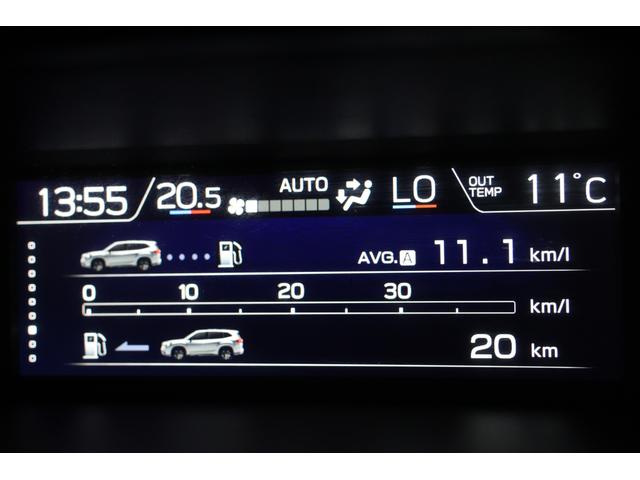 13:55 20.5 AUTO LO OUT TEMP 11°C
AVG. A 11.1 km/l
0 10 20 30
km/l
20 km